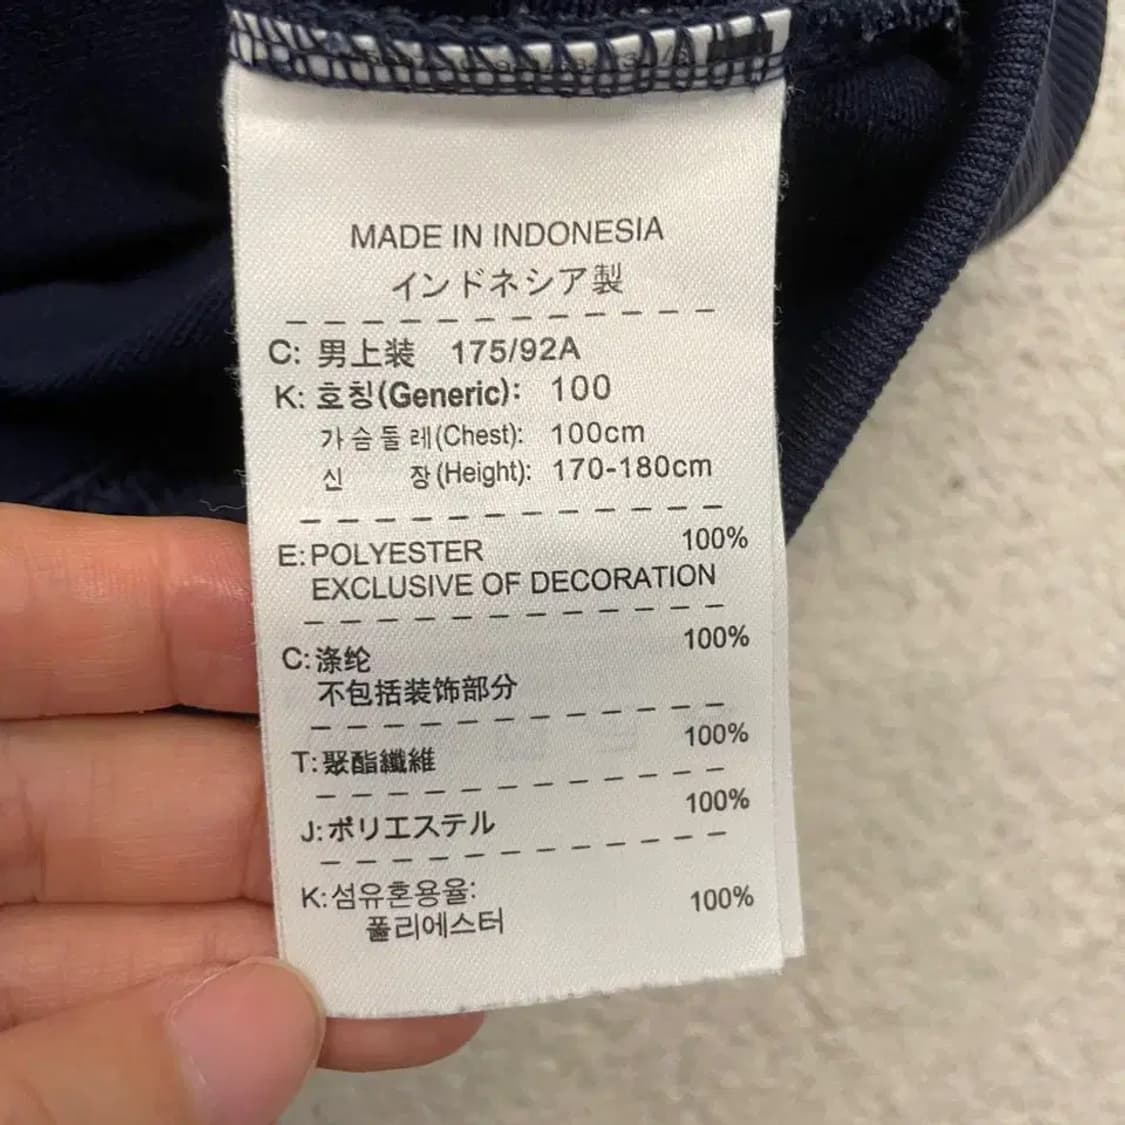 MADE IN INDONESIA
インドネシア製
C: 男上装 175/92A
K: 호칭(Generic): 100
가슴둘레(Chest): 100cm
신 장(Height): 170-180cm
E: POLYESTER 100%
EXCLUSIVE OF DECORATION
C: 涤纶 100%
不包括装饰部分
T: 聚酯纖維 100%
J: ポリエステル 100%
K: 섬유혼용율:
폴리에스터 100%